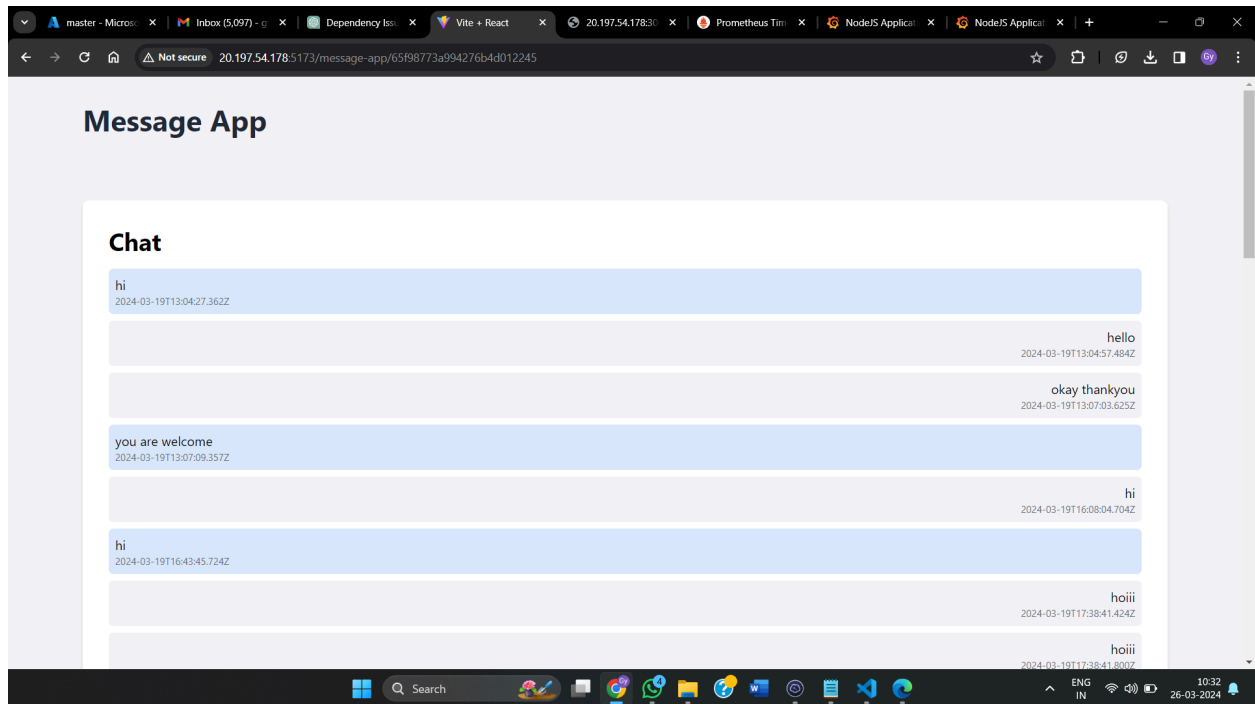 master - Microsc
Inbox (5,097) - g
Dependency Issu
Vite + React
20.197.54.178:30
Prometheus Tim
NodeJS Applicat
NodeJS Applicat
Not secure
20.197.54.178:5173/message-app/65f98773a994276b4d012245
Gy
Message App
Chat
hi
2024-03-19T13:04:27.362Z
hello
2024-03-19T13:04:57.484Z
okay thankyou
2024-03-19T13:07:03.625Z
you are welcome
2024-03-19T13:07:09.357Z
hi
2024-03-19T16:08:04.704Z
hi
2024-03-19T16:43:45.724Z
hoiii
2024-03-19T17:38:41.424Z
hoiii
2024-03-19T17:38:41.800Z
Search
4
ENG
IN
10:32
26-03-2024